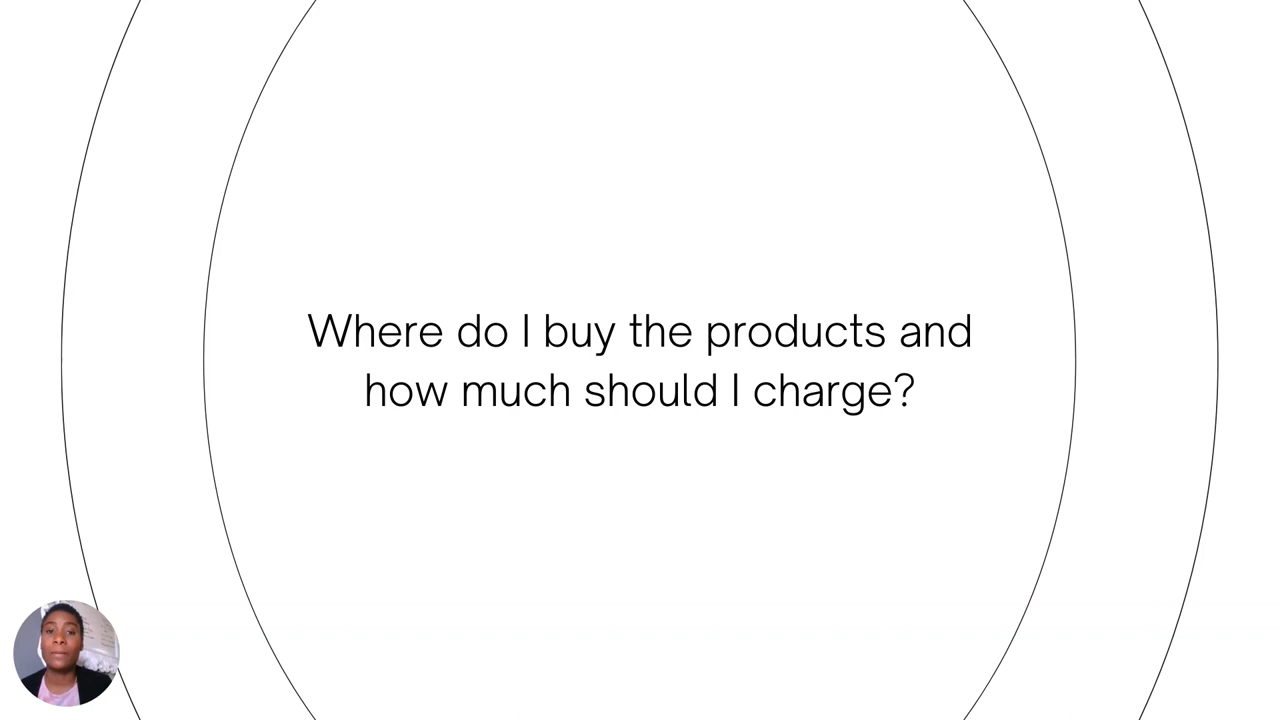 Where do I buy the products and
how much should I charge?